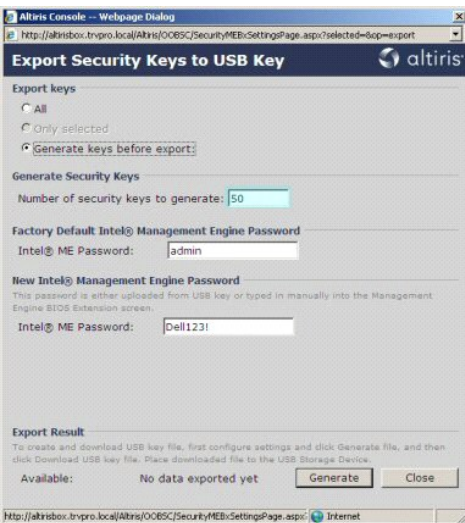 Altiris Console -- Webpage Dialog
http://altirisbox.trvpro.local/Altiris/OOBSC/SecurityMEBxSettingsPage.aspx?selected=&op=export
Export Security Keys to USB Key
altiris
Export keys
All
Only selected
Generate keys before export:
Generate Security Keys
Number of security keys to generate: 50
Factory Default Intel® Management Engine Password
Intel® ME Password: admin
New Intel® Management Engine Password
This password is either uploaded from USB key or typed in manually into the Management
Engine BIOS Extension screen.
Intel® ME Password: Dell123!
Export Result
To create and download USB key file, first configure settings and click Generate file, and then
click Download USB key file. Place downloaded file to the USB Storage Device.
Available: No data exported yet Generate Close
http://altirisbox.trvpro.local/Altiris/OOBSC/SecurityMEBxSettingsPage.aspx? Internet